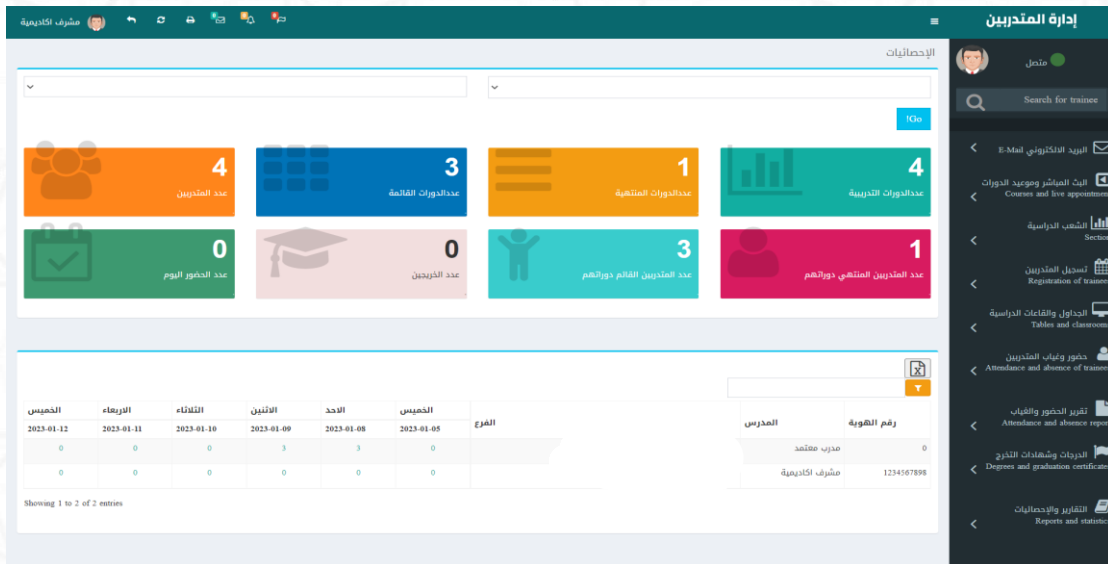 إدارة المتدربين
مشرف اكاديمية
متصل
Search for trainee
البريد الالكتروني E-Mail
البث المباشر وموعيد الدورات
Courses and live appointmen
الشعب الدراسية
Section
تسجيل المتدربين
Registration of trainee
الجداول والقاعات الدراسية
Tables and classroom
حضور وغياب المتدربين
Attendance and absence of trainee
تقرير الحضور والغياب
Attendance and absence repor
الدرجات وشهادات التخرج
Degrees and graduation certificate
التقارير والإحصائيات
Reports and statistic
الإحصائيات
!Go
4
عددالدورات التدريبية
1
عددالدورات المنتهية
3
عددالدورات القائمة
4
عدد المتدربين
1
عدد المتدربين المنتهي دوراتهم
3
عدد المتدربين القائم دوراتهم
0
عدد الخريجين
0
عدد الحضور اليوم
رقم الهوية المدرس الفرع الخميس الاحد الاثنين الثلاثاء الاربعاء الخميس
2023-01-05 2023-01-08 2023-01-09 2023-01-10 2023-01-11 2023-01-12
0 مدرب معتمد 0 3 3 0 0 0
1234567898 مشرف اكاديمية 0 0 0 0 0 0
Showing 1 to 2 of 2 entries